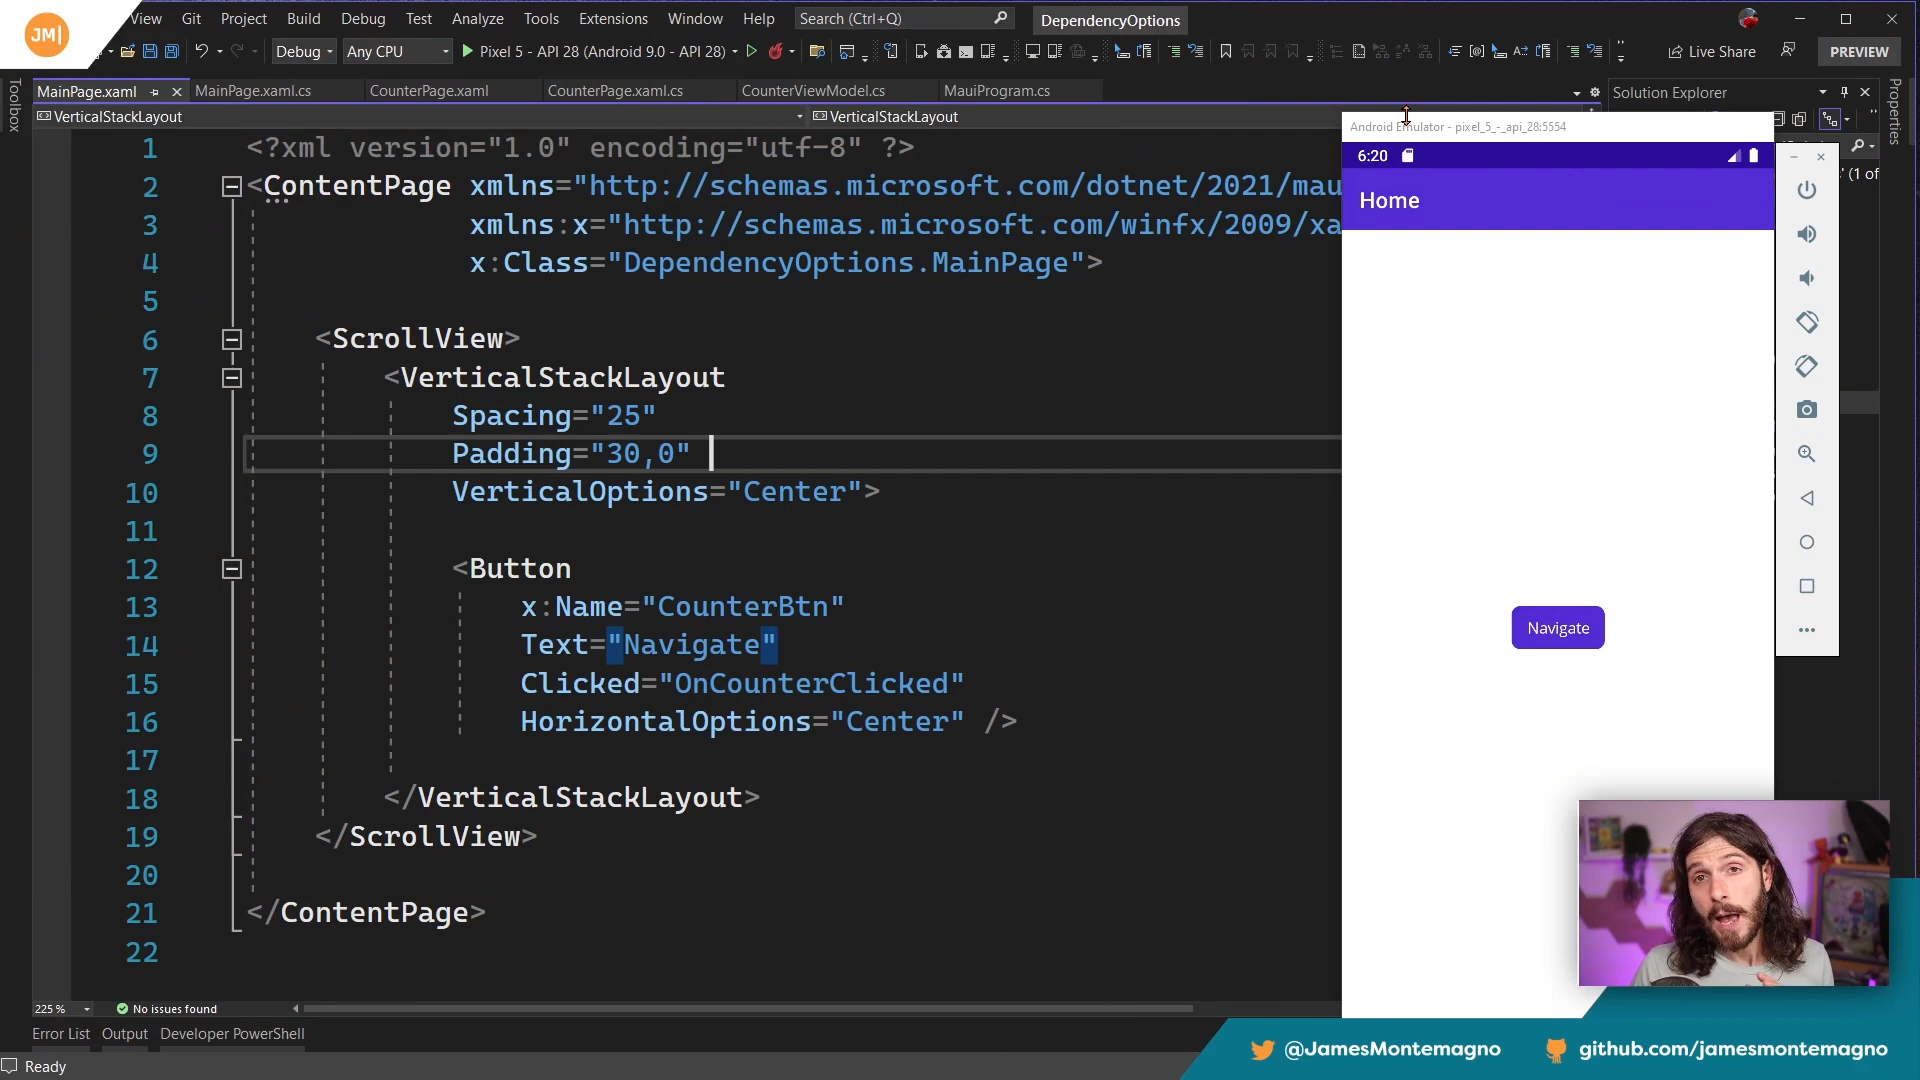 JM|
View Git Project Build Debug Test Analyze Tools Extensions Window Help Search (Ctrl+Q) DependencyOptions
Debug Any CPU Pixel 5 - API 28 (Android 9.0 - API 28) Live Share PREVIEW
Toolbox
MainPage.xaml MainPage.xaml.cs CounterPage.xaml CounterPage.xaml.cs CounterViewModel.cs MauiProgram.cs Solution Explorer
Properties
VerticalStackLayout VerticalStackLayout
1 <?xml version="1.0" encoding="utf-8" ?>
2 <ContentPage xmlns="http://schemas.microsoft.com/dotnet/2021/mau
3 xmlns:x="http://schemas.microsoft.com/winfx/2009/xa
4 x:Class="DependencyOptions.MainPage">
5
6 <ScrollView>
7 <VerticalStackLayout
8 Spacing="25"
9 Padding="30,0"
10 VerticalOptions="Center">
11
12 <Button
13 x:Name="CounterBtn"
14 Text="Navigate"
15 Clicked="OnCounterClicked"
16 HorizontalOptions="Center" />
17
18 </VerticalStackLayout>
19 </ScrollView>
20
21 </ContentPage>
22
Android Emulator - pixel_5_-_api_28:5554
6:20
Home
Navigate
(1 of
225 % No issues found
Error List Output Developer PowerShell
Ready
@JamesMontemagno github.com/jamesmontemagno